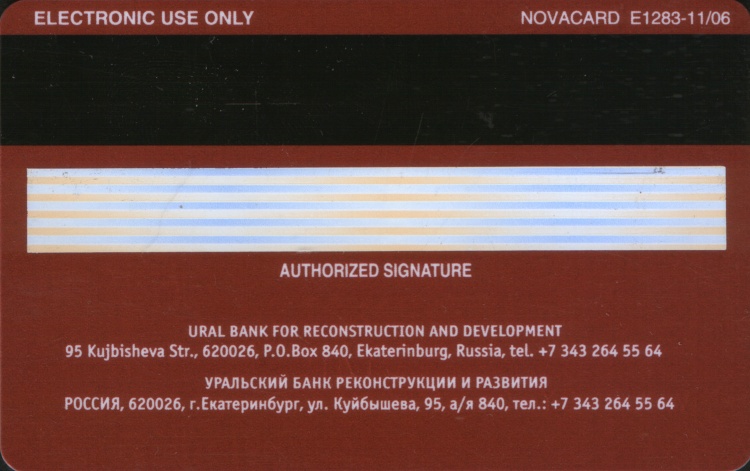 ELECTRONIC USE ONLY NOVACARD E1283-11/06
AUTHORIZED SIGNATURE
URAL BANK FOR RECONSTRUCTION AND DEVELOPMENT
95 Kujbisheva Str., 620026, P.O.Box 840, Ekaterinburg, Russia, tel. +7 343 264 55 64
УРАЛЬСКИЙ БАНК РЕКОНСТРУКЦИИ И РАЗВИТИЯ
РОССИЯ, 620026, г.Екатеринбург, ул. Куйбышева, 95, а/я 840, тел.: +7 343 264 55 64